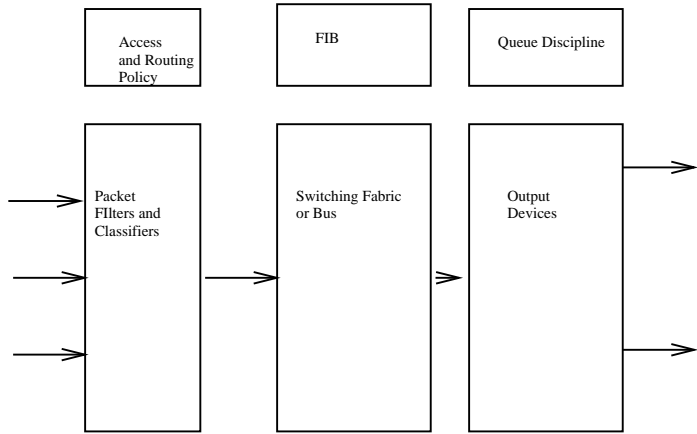 Access
and Routing
Policy
FIB
Queue Discipline
Packet
FIlters and
Classifiers
Switching Fabric
or Bus
Output
Devices